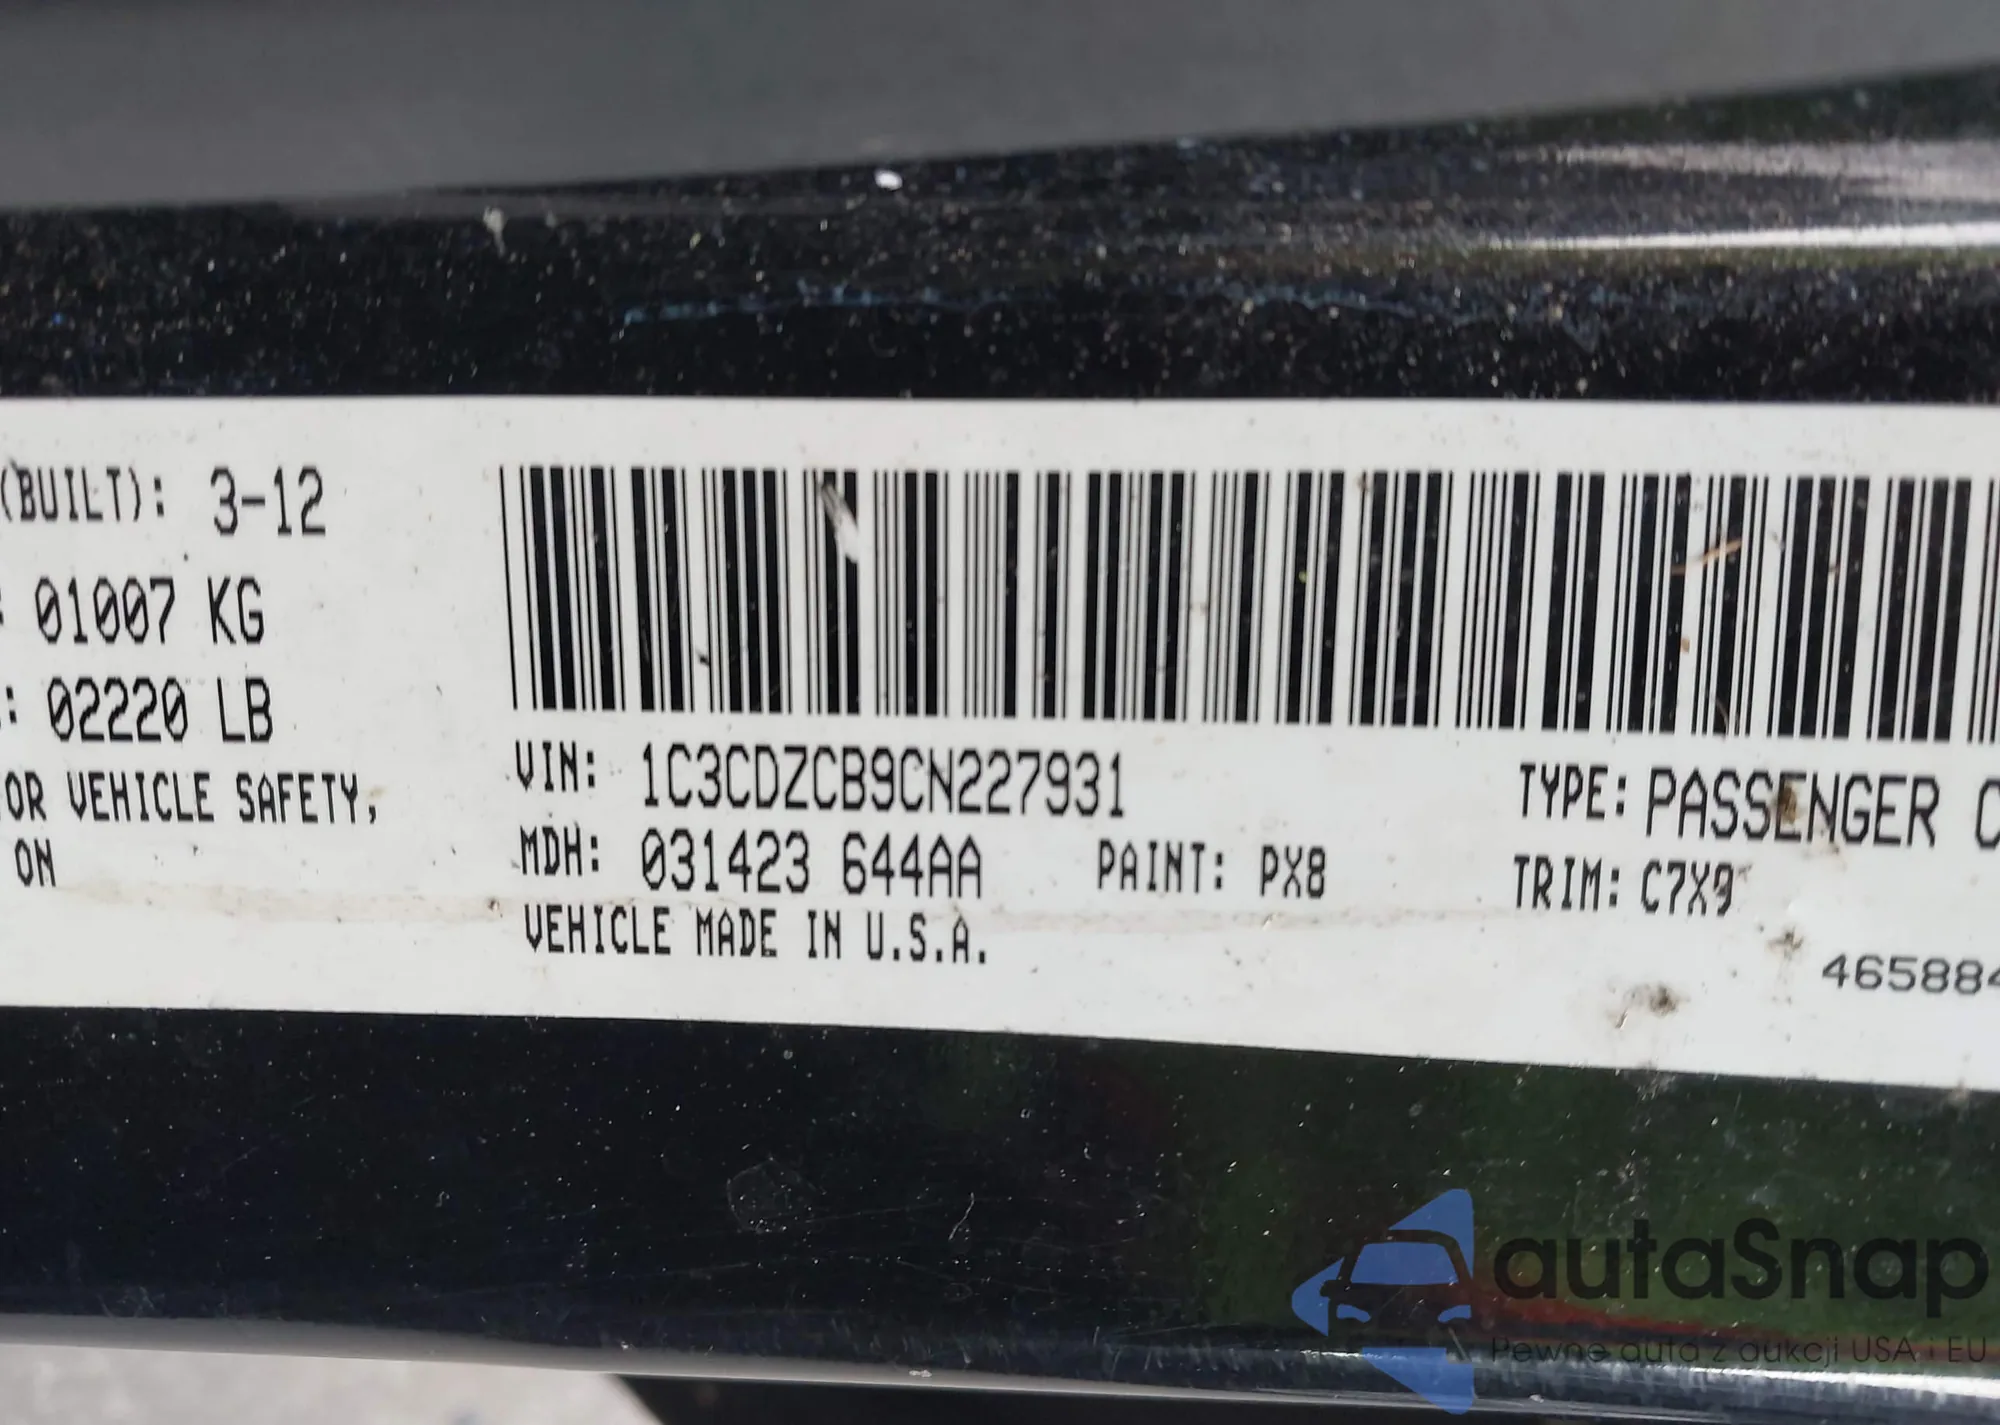 (BUILT): 3-12
: 01007 KG
: 02220 LB
OR VEHICLE SAFETY,
ON
VIN: 1C3CDZCB9CN227931
TYPE: PASSENGER C
MDH: 031423 644AA PAINT: PX8
TRIM: C7X9
VEHICLE MADE IN U.S.A.
465884
autaSnap
Pewne auta z aukcji USA i EU